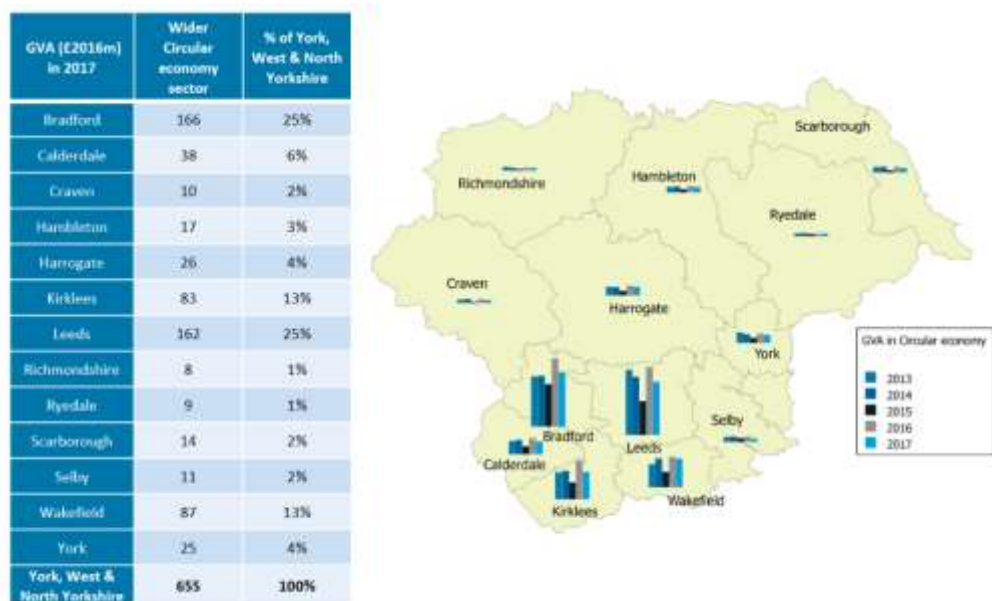 GVA (£2016m) in 2017 Wider Circular economy sector % of York, West & North Yorkshire
Bradford 166 25%
Calderdale 38 6%
Craven 10 2%
Hambleton 17 3%
Harrogate 26 4%
Kirklees 83 13%
Leeds 162 25%
Richmondshire 8 1%
Ryedale 9 1%
Scarborough 14 2%
Selby 11 2%
Wakefield 87 13%
York 25 4%
York, West & North Yorkshire 655 100%
Scarborough
Richmondshire
Hambleton
Ryedale
Craven
Harrogate
York
Bradford
Leeds
Selby
Calderdale
Kirklees
Wakefield
GVA in Circular economy
2013
2014
2015
2016
2017